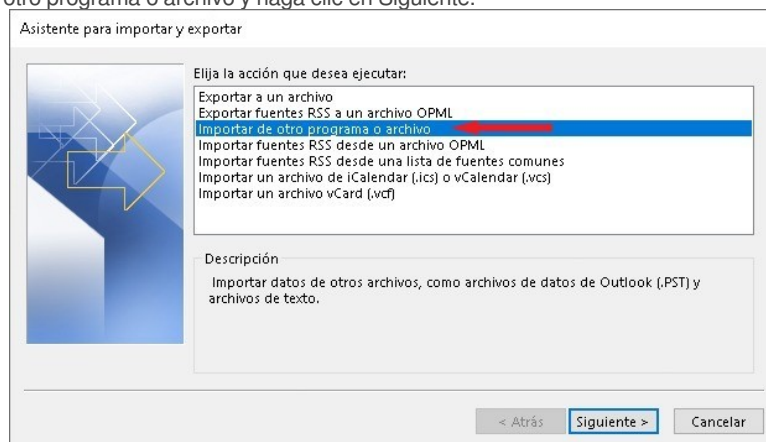 otro programa o archivo y haga clic en Siguiente.
Asistente para importar y exportar
Elija la acción que desea ejecutar:
Exportar a un archivo
Exportar fuentes RSS a un archivo OPML
Importar de otro programa o archivo
Importar fuentes RSS desde un archivo OPML
Importar fuentes RSS desde una lista de fuentes comunes
Importar un archivo de iCalendar (.ics) o vCalendar (.vcs)
Importar un archivo vCard (.vcf)
Descripción
Importar datos de otros archivos, como archivos de datos de Outlook (.PST) y
archivos de texto.
< Atrás Siguiente > Cancelar